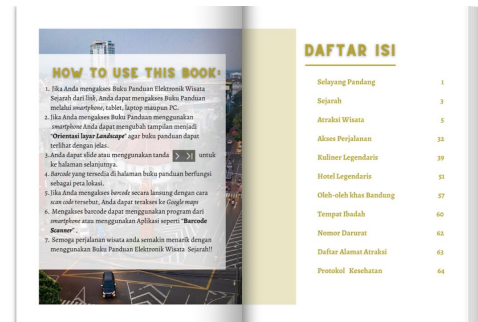 HOW TO USE THIS BOOK:
1. Jika Anda mengakses Buku Panduan Elektronik Wisata
Sejarah dari link, Anda dapat mengakses Buku Panduan
melalui smartphone, tablet, laptop maupun PC.
2. Jika Anda mengakses Buku Panduan menggunakan
smartphone Anda dapat mengubah tampilan menjadi
"Orientasi layar Landscape" agar buku panduan dapat
terlihat dengan jelas.
3. Anda dapat slide atau menggunakan tanda > >| untuk
ke halaman selanjutnya.
4. Barcode yang tersedia di halaman buku panduan berfungsi
sebagai peta lokasi.
5. Jika Anda mengakses barcode secara lansung dengan cara
scan code tersebut, Anda dapat terakses ke Google maps
6. Mengakses barcode dapat menggunakan program dari
smartphone atau menggunakan Aplikasi seperti "Barcode
Scanner" .
7. Semoga perjalanan wisata anda semakin menarik dengan
menggunakan Buku Panduan Elektronik Wisata Sejarah!!
DAFTAR ISI
Selayang Pandang 1
Sejarah 3
Atraksi Wisata 5
Akses Perjalanan 32
Kuliner Legendaris 39
Hotel Legendaris 51
Oleh-oleh khas Bandung 57
Tempat Ibadah 60
Nomor Darurat 62
Daftar Alamat Atraksi 63
Protokol Kesehatan 64